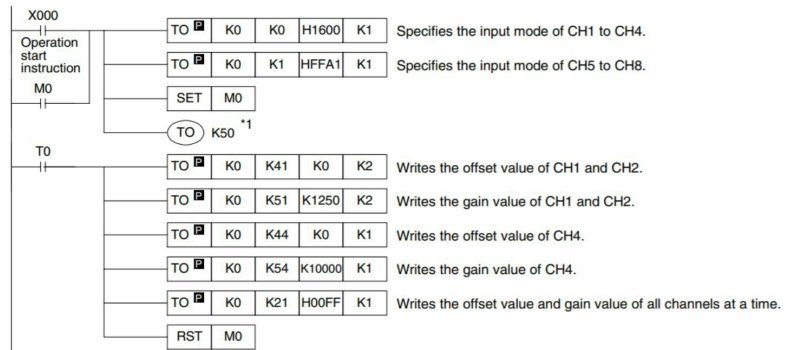 X000
TO P K0 K0 H1600 K1 Specifies the input mode of CH1 to CH4.
Operation
start
instruction
TO P K0 K1 HFFA1 K1 Specifies the input mode of CH5 to CH8.
M0
SET M0
TO K50 *1
T0
TO P K0 K41 K0 K2 Writes the offset value of CH1 and CH2.
TO P K0 K51 K1250 K2 Writes the gain value of CH1 and CH2.
TO P K0 K44 K0 K1 Writes the offset value of CH4.
TO P K0 K54 K10000 K1 Writes the gain value of CH4.
TO P K0 K21 H00FF K1 Writes the offset value and gain value of all channels at a time.
RST M0